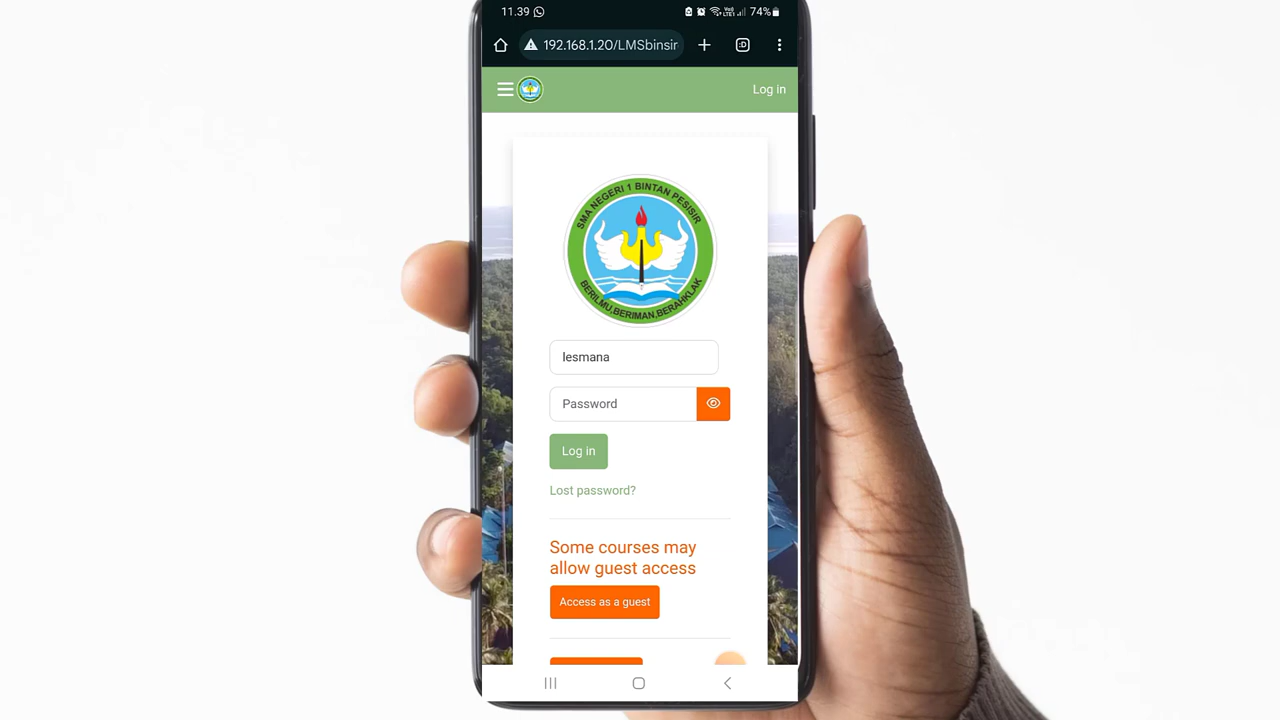 11.39
74%
192.168.1.20/LMSbinsir
Log in
SMA NEGERI 1 BINTAN PESISIR
BERILMU,BERIMAN,BERAHKLAK
lesmana
Password
Log in
Lost password?
Some courses may
allow guest access
Access as a guest